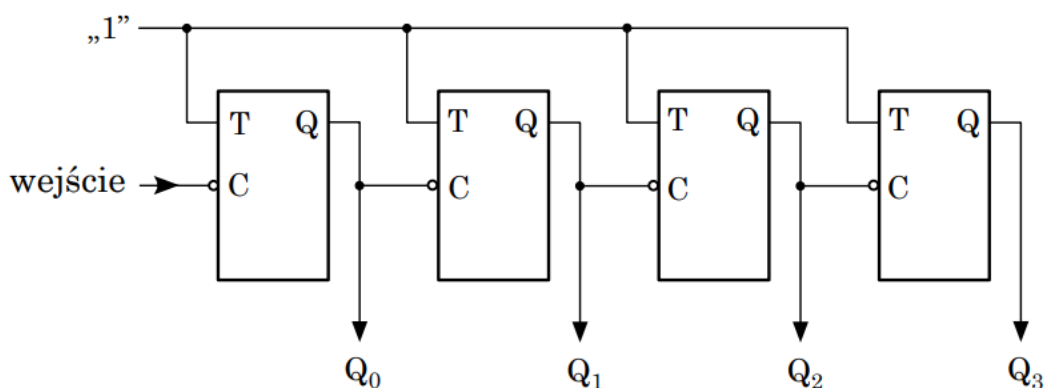 „1”
T Q T Q T Q T Q
wejście C C C C
Q₀ Q₁ Q₂ Q₃